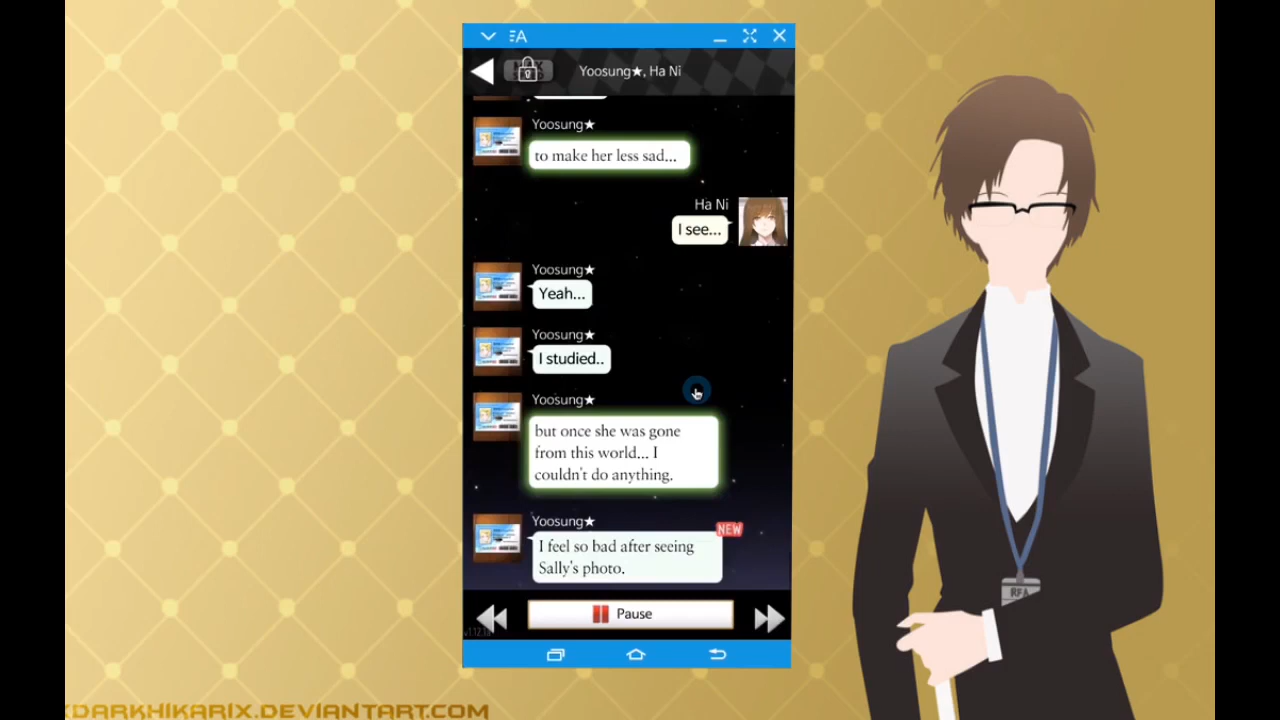 Yoosung★, Ha Ni
Yoosung★
to make her less sad...
Ha Ni
I see...
Yoosung★
Yeah...
Yoosung★
I studied..
Yoosung★
but once she was gone
from this world... I
couldn't do anything.
Yoosung★
NEW
I feel so bad after seeing
Sally's photo.
Pause
RFA
XDARKHIKARIX.DEVIANTART.COM